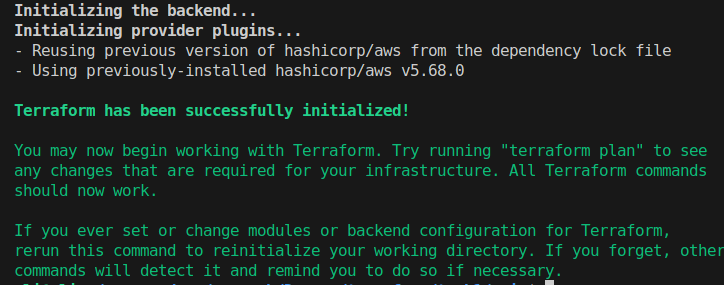 Initializing the backend...
Initializing provider plugins...
- Reusing previous version of hashicorp/aws from the dependency lock file
- Using previously-installed hashicorp/aws v5.68.0
Terraform has been successfully initialized!
You may now begin working with Terraform. Try running "terraform plan" to see
any changes that are required for your infrastructure. All Terraform commands
should now work.
If you ever set or change modules or backend configuration for Terraform,
rerun this command to reinitialize your working directory. If you forget, other
commands will detect it and remind you to do so if necessary.